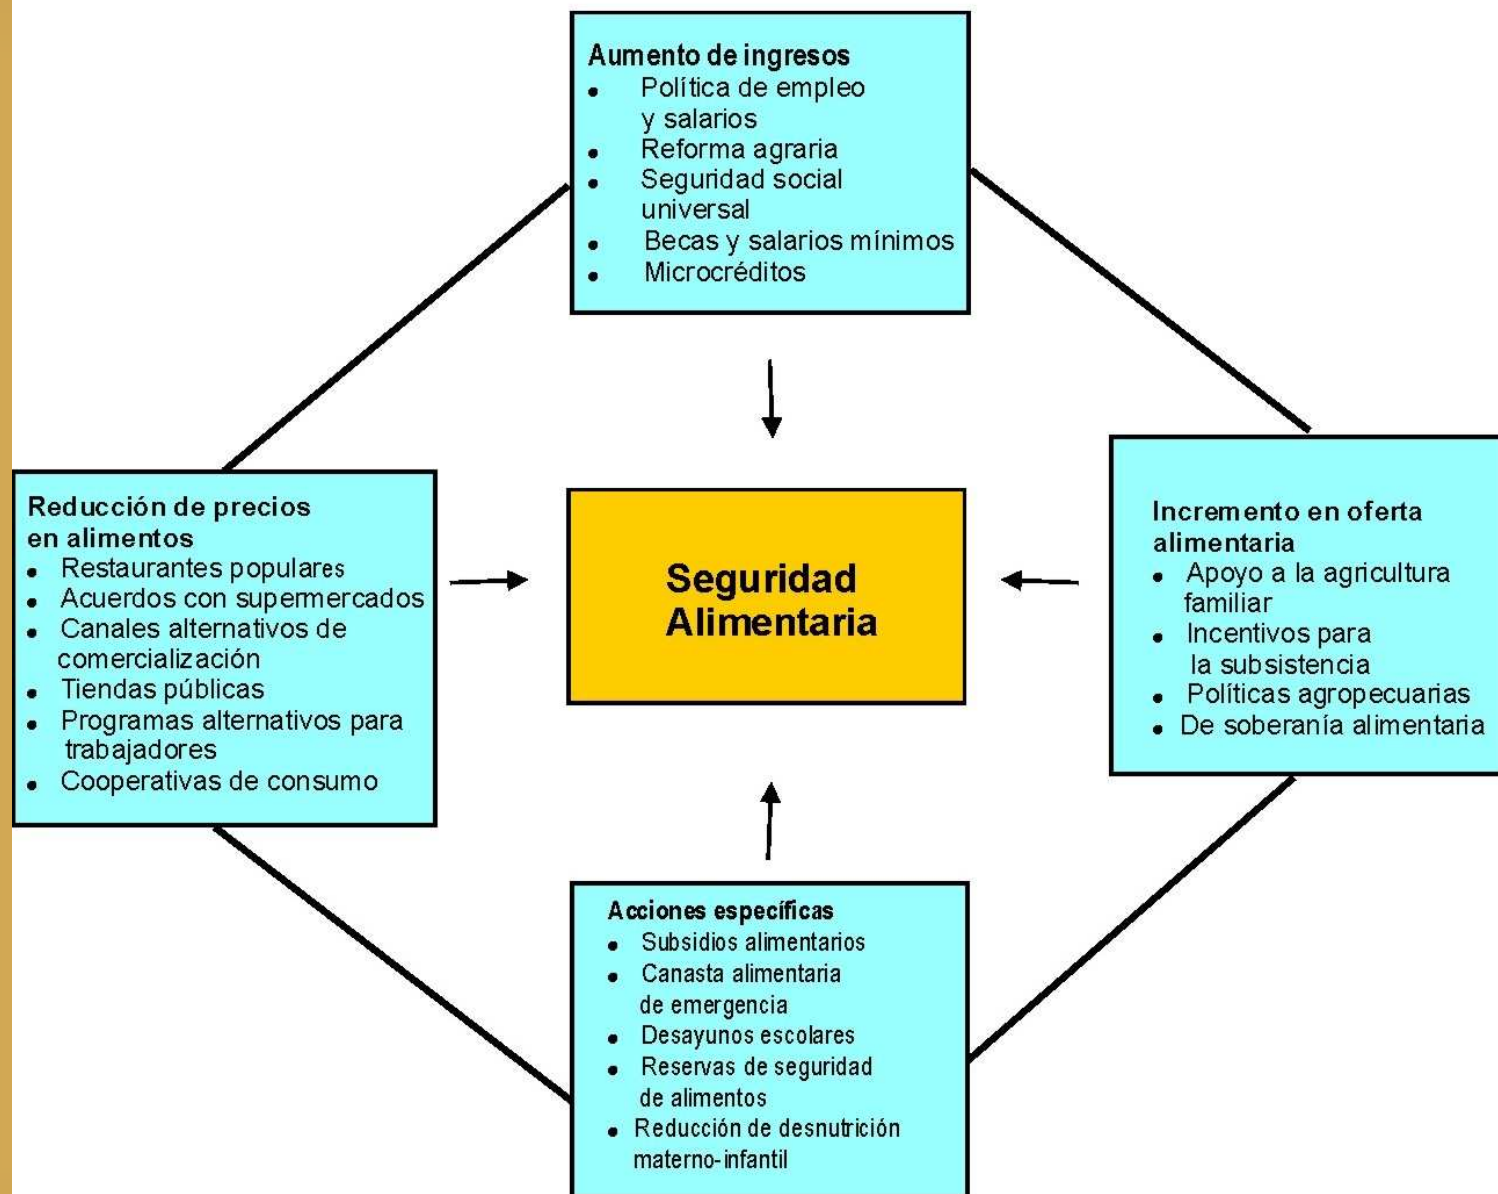 Aumento de ingresos
• Política de empleo
y salarios
• Reforma agraria
• Seguridad social
universal
• Becas y salarios mínimos
• Microcréditos
Reducción de precios
en alimentos
• Restaurantes populares
• Acuerdos con supermercados
• Canales alternativos de
comercialización
• Tiendas públicas
• Programas alternativos para
trabajadores
• Cooperativas de consumo
Seguridad
Alimentaria
Incremento en oferta
alimentaria
• Apoyo a la agricultura
familiar
• Incentivos para
la subsistencia
• Políticas agropecuarias
• De soberanía alimentaria
Acciones específicas
• Subsidios alimentarios
• Canasta alimentaria
de emergencia
• Desayunos escolares
• Reservas de seguridad
de alimentos
• Reducción de desnutrición
materno-infantil